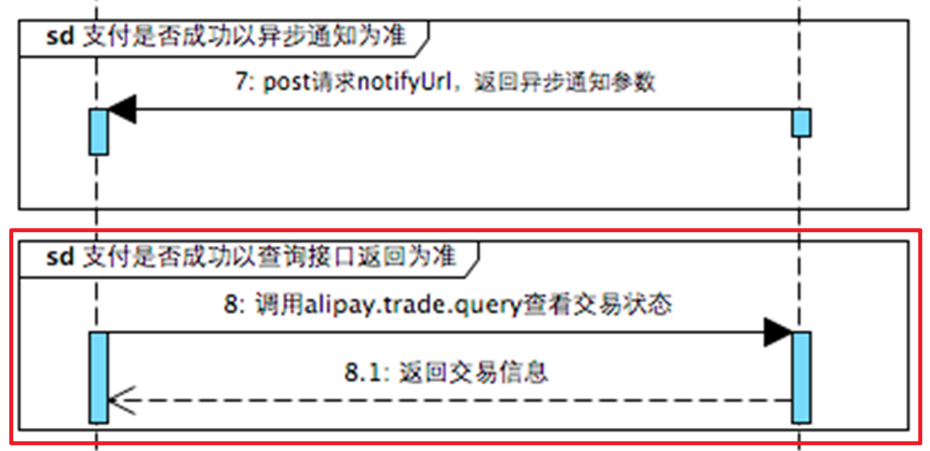 sd 支付是否成功以异步通知为准
7: post请求notifyUrl，返回异步通知参数
sd 支付是否成功以查询接口返回为准
8: 调用alipay.trade.query查看交易状态
8.1: 返回交易信息